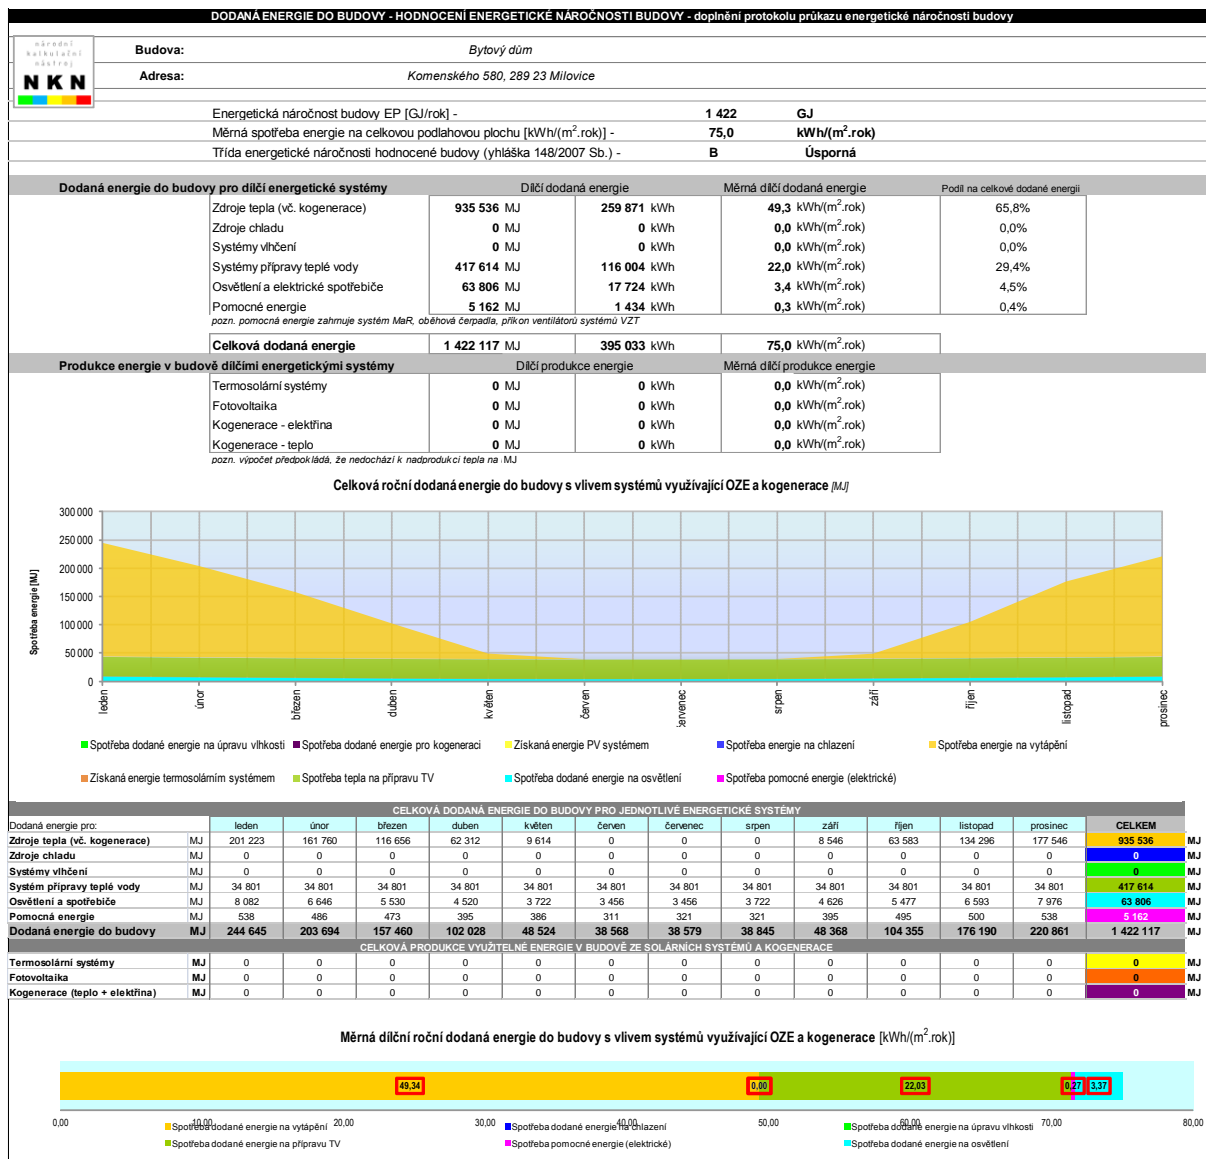 DODANÁ ENERGIE DO BUDOVY - HODNOCENÍ ENERGETICKÉ NÁROČNOSTI BUDOVY - doplnění protokolu průkazu energetické náročnosti budovy
národní
kalkulační
nástroj
NKN
Budova: Bytový dům
Adresa: Komenského 580, 289 23 Milovice
Energetická náročnost budovy EP [GJ/rok] - 1 422 GJ
Měrná spotřeba energie na celkovou podlahovou plochu [kWh/(m².rok)] - 75,0 kWh/(m².rok)
Třída energetické náročnosti hodnocené budovy (vyhláška 148/2007 Sb.) - B Úsporná
Dodaná energie do budovy pro dílčí energetické systémy Dílčí dodaná energie Měrná dílčí dodaná energie Podíl na celkové dodané energii
Zdroje tepla (vč. kogenerace) 935 536 MJ 259 871 kWh 49,3 kWh/(m².rok) 65,8%
Zdroje chladu 0 MJ 0 kWh 0,0 kWh/(m².rok) 0,0%
Systémy vlhčení 0 MJ 0 kWh 0,0 kWh/(m².rok) 0,0%
Systémy přípravy teplé vody 417 614 MJ 116 004 kWh 22,0 kWh/(m².rok) 29,4%
Osvětlení a elektrické spotřebiče 63 806 MJ 17 724 kWh 3,4 kWh/(m².rok) 4,5%
Pomocné energie 5 162 MJ 1 434 kWh 0,3 kWh/(m².rok) 0,4%
pozn. pomocná energie zahrnuje systém MaR, oběhová čerpadla, příkon ventilátorů systémů VZT
Celková dodaná energie 1 422 117 MJ 395 033 kWh 75,0 kWh/(m².rok)
Produkce energie v budově dílčími energetickými systémy Dílčí produkce energie Měrná dílčí produkce energie
Termosolární systémy 0 MJ 0 kWh 0,0 kWh/(m².rok)
Fotovoltaika 0 MJ 0 kWh 0,0 kWh/(m².rok)
Kogenerace - elektřina 0 MJ 0 kWh 0,0 kWh/(m².rok)
Kogenerace - teplo 0 MJ 0 kWh 0,0 kWh/(m².rok)
pozn. výpočet předpokládá, že nedochází k nadprodukci tepla na MJ
Celková roční dodaná energie do budovy s vlivem systémů využívající OZE a kogenerace [MJ]
Spotřeba energie [MJ]
300 000
250 000
200 000
150 000
100 000
50 000
0
leden únor březen duben květen červen červenec srpen září říjen listopad prosinec
Spotřeba dodané energie na úpravu vlhkosti Spotřeba dodané energie pro kogeneraci Získaná energie PV systémem Spotřeba energie na chlazení Spotřeba energie na vytápění
Získaná energie termosolárním systémem Spotřeba tepla na přípravu TV Spotřeba dodané energie na osvětlení Spotřeba pomocné energie (elektrické)
CELKOVÁ DODANÁ ENERGIE DO BUDOVY PRO JEDNOTLIVÉ ENERGETICKÉ SYSTÉMY
Dodaná energie pro: leden únor březen duben květen červen červenec srpen září říjen listopad prosinec CELKEM
Zdroje tepla (vč. kogenerace) MJ 201 223 161 760 116 656 62 312 9 614 0 0 0 8 546 63 583 134 296 177 546 935 536 MJ
Zdroje chladu MJ 0 0 0 0 0 0 0 0 0 0 0 0 0 MJ
Systémy vlhčení MJ 0 0 0 0 0 0 0 0 0 0 0 0 0 MJ
Systém přípravy teplé vody MJ 34 801 34 801 34 801 34 801 34 801 34 801 34 801 34 801 34 801 34 801 34 801 34 801 417 614 MJ
Osvětlení a spotřebiče MJ 8 082 6 646 5 530 4 520 3 722 3 456 3 456 3 722 4 626 5 477 6 593 7 976 63 806 MJ
Pomocná energie MJ 538 486 473 395 386 311 321 321 395 495 500 538 5 162 MJ
Dodaná energie do budovy MJ 244 645 203 694 157 460 102 028 48 524 38 568 38 579 38 845 48 368 104 355 176 190 220 861 1 422 117 MJ
CELKOVÁ PRODUKCE VYUŽITELNÉ ENERGIE V BUDOVĚ ZE SOLÁRNÍCH SYSTÉMŮ A KOGENERACE
Termosolární systémy MJ 0 0 0 0 0 0 0 0 0 0 0 0 0 MJ
Fotovoltaika MJ 0 0 0 0 0 0 0 0 0 0 0 0 0 MJ
Kogenerace (teplo + elektřina) MJ 0 0 0 0 0 0 0 0 0 0 0 0 0 MJ
Měrná dílční roční dodaná energie do budovy s vlivem systémů využívající OZE a kogenerace [kWh/(m².rok)]
49,34 0,00 22,03 0,27 3,37
0,00 10,00 20,00 30,00 40,00 50,00 60,00 70,00 80,00
Spotřeba dodané energie na vytápění Spotřeba dodané energie na chlazení Spotřeba dodané energie na úpravu vlhkosti
Spotřeba dodané energie na přípravu TV Spotřeba pomocné energie (elektrické) Spotřeba dodané energie na osvětlení